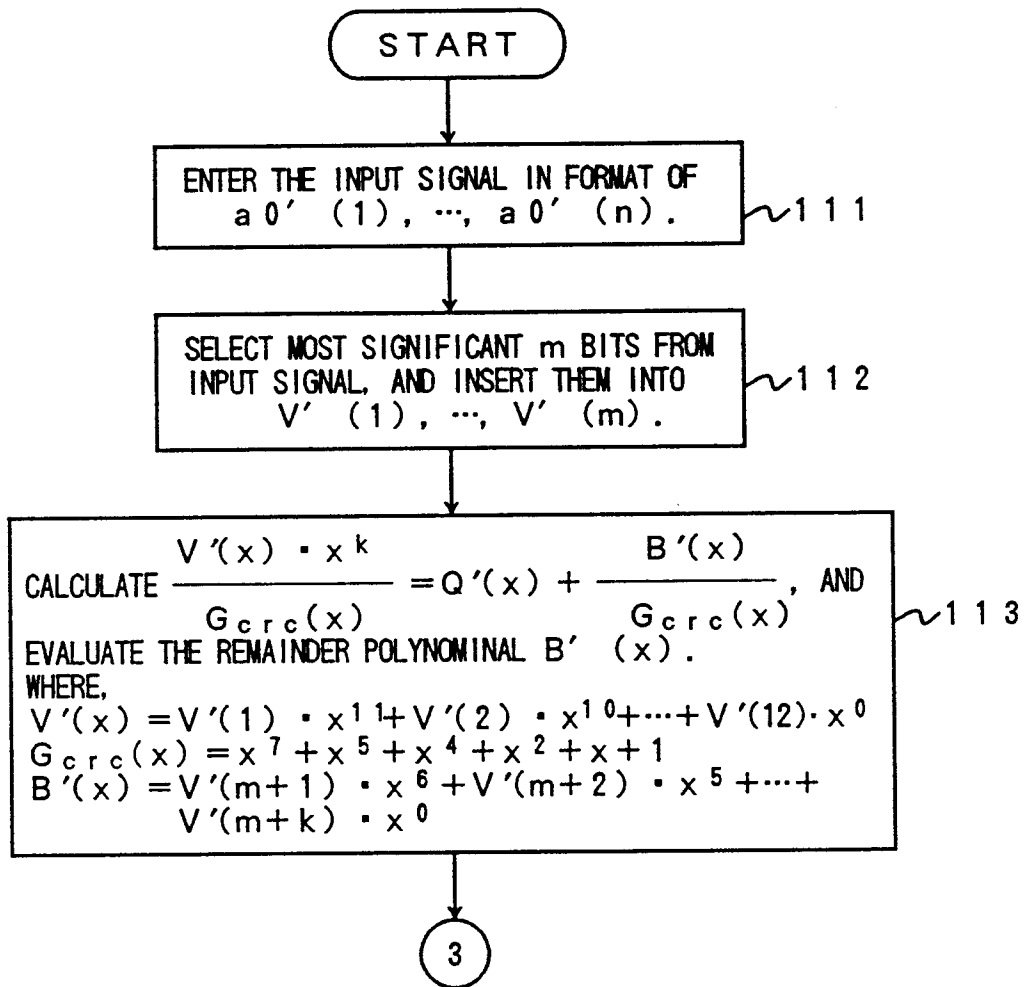 START
ENTER THE INPUT SIGNAL IN FORMAT OF
a0′ (1), ⋯, a0′ (n).
111
SELECT MOST SIGNIFICANT m BITS FROM
INPUT SIGNAL, AND INSERT THEM INTO
V′ (1), ⋯, V′ (m).
112
CALCULATE V′(x) · x^k / Gcrc(x) = Q′(x) + B′(x) / Gcrc(x), AND
EVALUATE THE REMAINDER POLYNOMINAL B′ (x).
WHERE,
V′(x) = V′(1) · x^11 + V′(2) · x^10 + ⋯ + V′(12) · x^0
Gcrc(x) = x^7 + x^5 + x^4 + x^2 + x + 1
B′(x) = V′(m+1) · x^6 + V′(m+2) · x^5 + ⋯ +
V′(m+k) · x^0
113
3